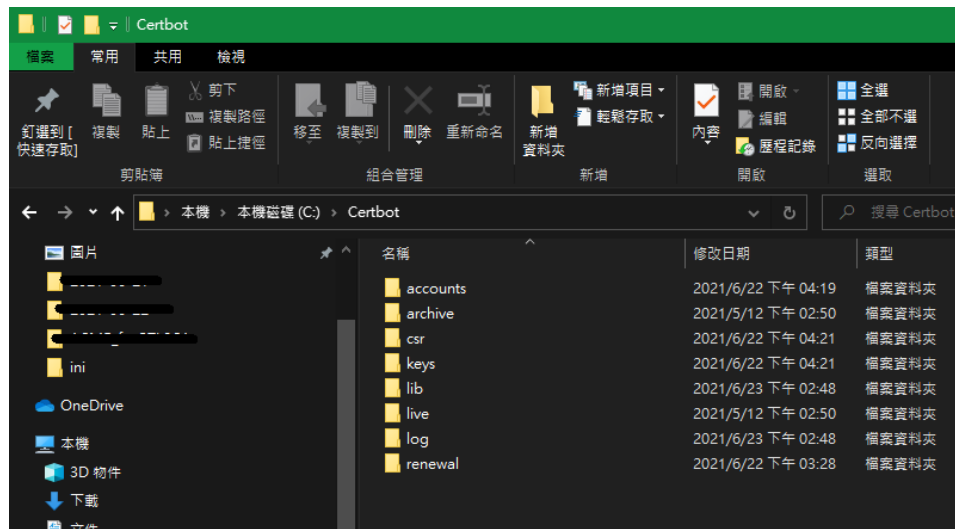 Certbot
檔案 常用 共用 檢視
釘選到 [
快速存取]
複製
貼上
剪下
複製路徑
貼上捷徑
移至
複製到
刪除
重新命名
新增
資料夾
新增項目
輕鬆存取
內容
開啟
編輯
歷程記錄
全選
全部不選
反向選擇
剪貼簿 組合管理 新增 開啟 選取
本機 › 本機磁碟 (C:) › Certbot
搜尋 Certbot
圖片
ini
OneDrive
本機
3D 物件
下載
文件
名稱 修改日期 類型
accounts 2021/6/22 下午 04:19 檔案資料夾
archive 2021/5/12 下午 02:50 檔案資料夾
csr 2021/6/22 下午 04:21 檔案資料夾
keys 2021/6/22 下午 04:21 檔案資料夾
lib 2021/6/23 下午 02:48 檔案資料夾
live 2021/5/12 下午 02:50 檔案資料夾
log 2021/6/23 下午 02:48 檔案資料夾
renewal 2021/6/22 下午 03:28 檔案資料夾